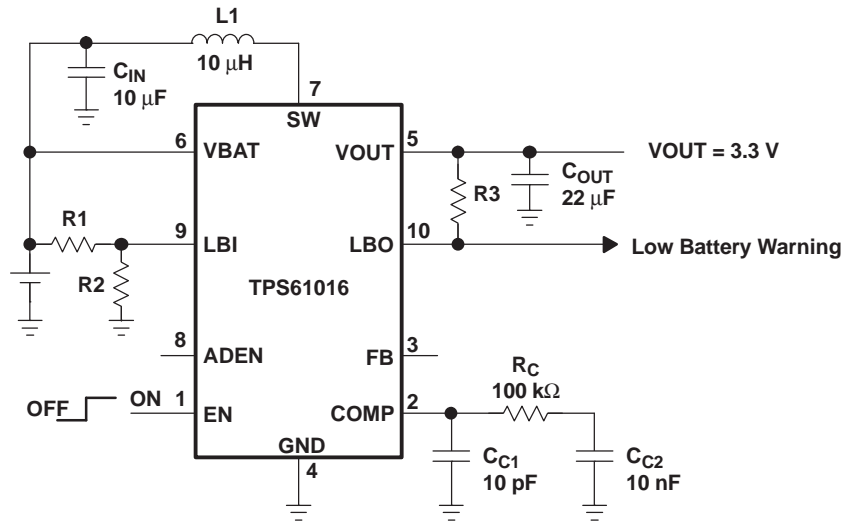 L1
10 μH
CIN
10 μF
7
SW
6
VBAT
VOUT
5
VOUT = 3.3 V
COUT
22 μF
R3
R1
9
LBI
LBO
10
Low Battery Warning
R2
TPS61016
8
ADEN
FB
3
RC
100 kΩ
OFF
ON
1
EN
COMP
2
GND
4
CC1
10 pF
CC2
10 nF